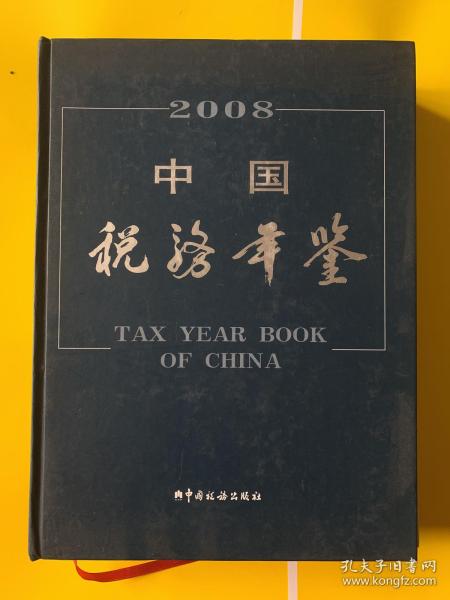 2008
中国
税務年鉴
TAX YEAR BOOK
OF CHINA
中国税务出版社
孔夫子旧书网
www.kongfz.com